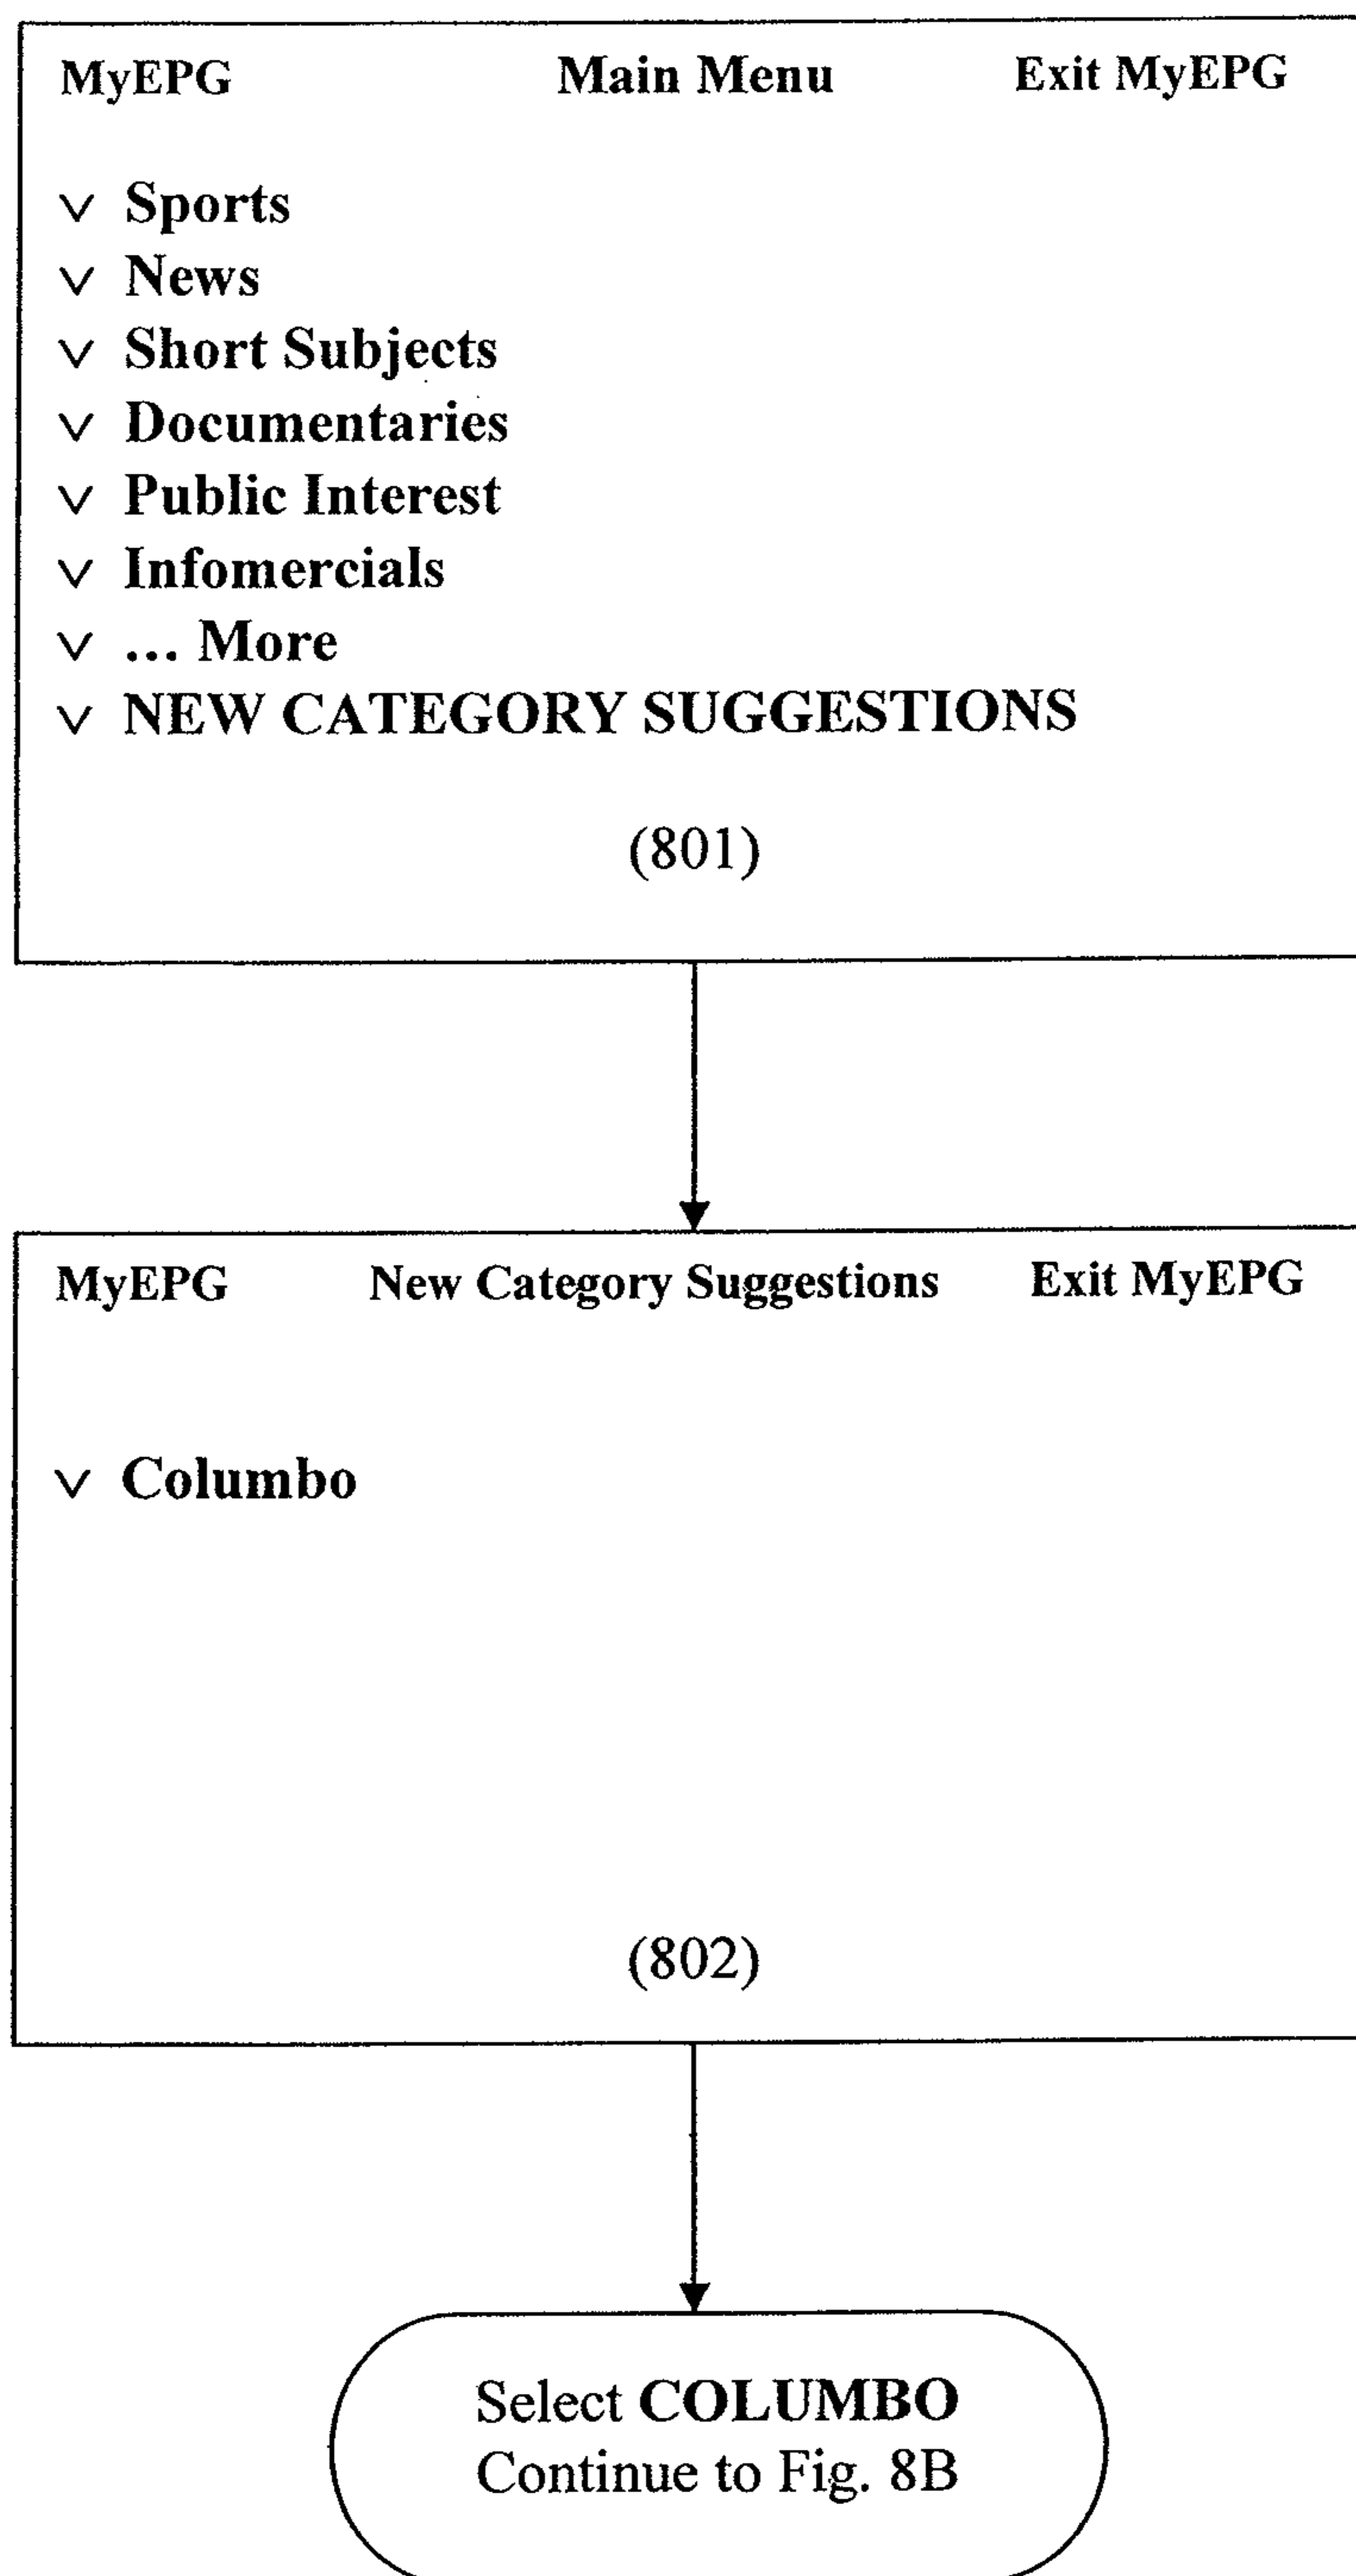 MyEPG Main Menu Exit MyEPG
∨ Sports
∨ News
∨ Short Subjects
∨ Documentaries
∨ Public Interest
∨ Infomercials
∨ ... More
∨ NEW CATEGORY SUGGESTIONS
(801)
MyEPG New Category Suggestions Exit MyEPG
∨ Columbo
(802)
Select COLUMBO
Continue to Fig. 8B